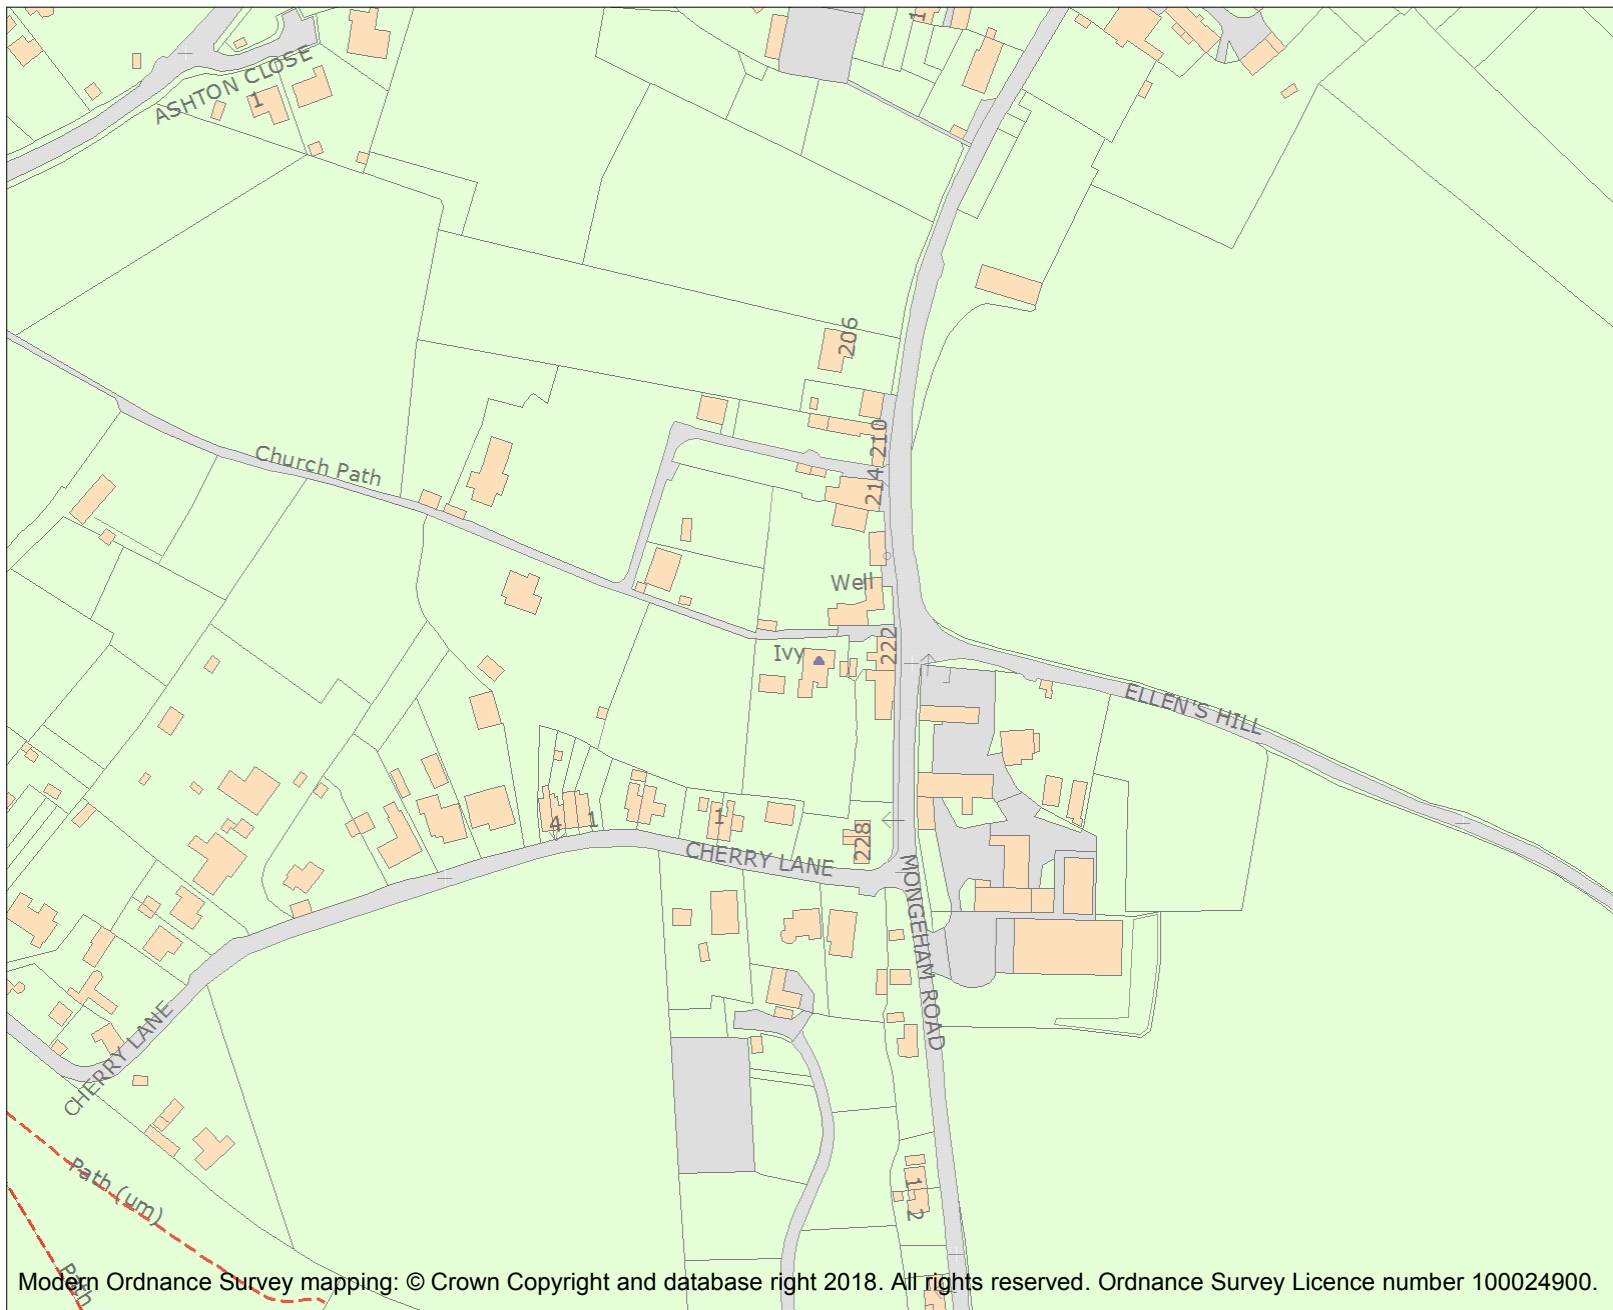 1
ASHTON CLOSE
1
206
210
Church Path
214
Well
222
Ivy
ELLEN'S HILL
4
1
1
228
CHERRY LANE
MONGEHAM ROAD
CHERRY LANE
Path (um)
1
2
Path
Modern Ordnance Survey mapping: © Crown Copyright and database right 2018. All rights reserved. Ordnance Survey Licence number 100024900.